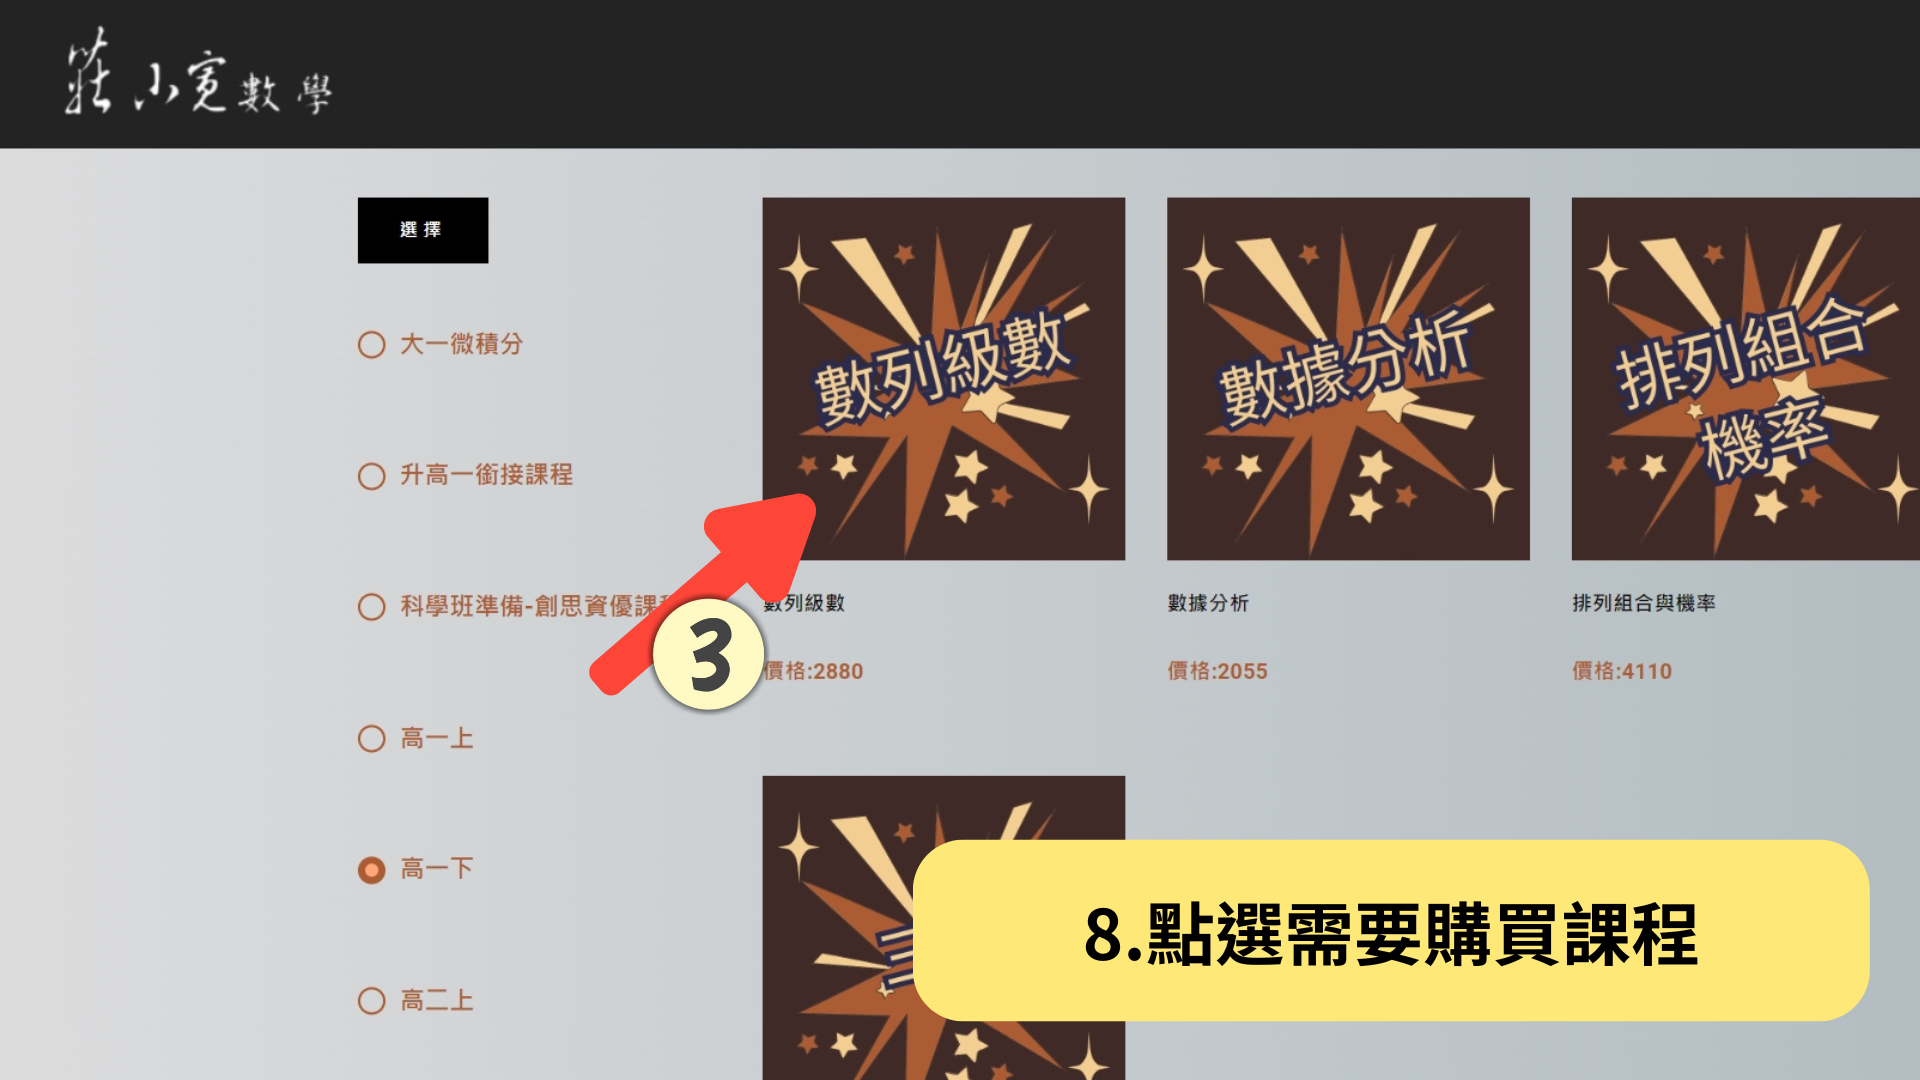 莊小寬數學
選擇
大一微積分
升高一銜接課程
科學班準備-創思資優課
高一上
高一下
高二上
數列級數
數據分析
排列組合
機率
數列級數
數據分析
排列組合與機率
價格:2880
價格:2055
價格:4110
3
8.點選需要購買課程